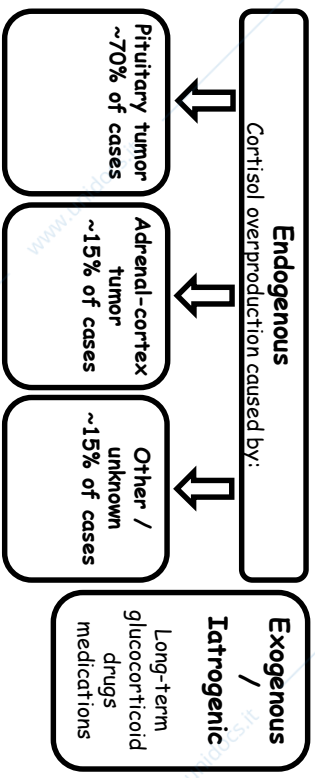 Endogenous
Cortisol overproduction caused by:
Pituitary tumor
~70% of cases
Adrenal-cortex
tumor
~15% of cases
Other /
unknown
~15% of cases
Exogenous
/
Iatrogenic
Long-term
glucocorticoid
drugs
medications